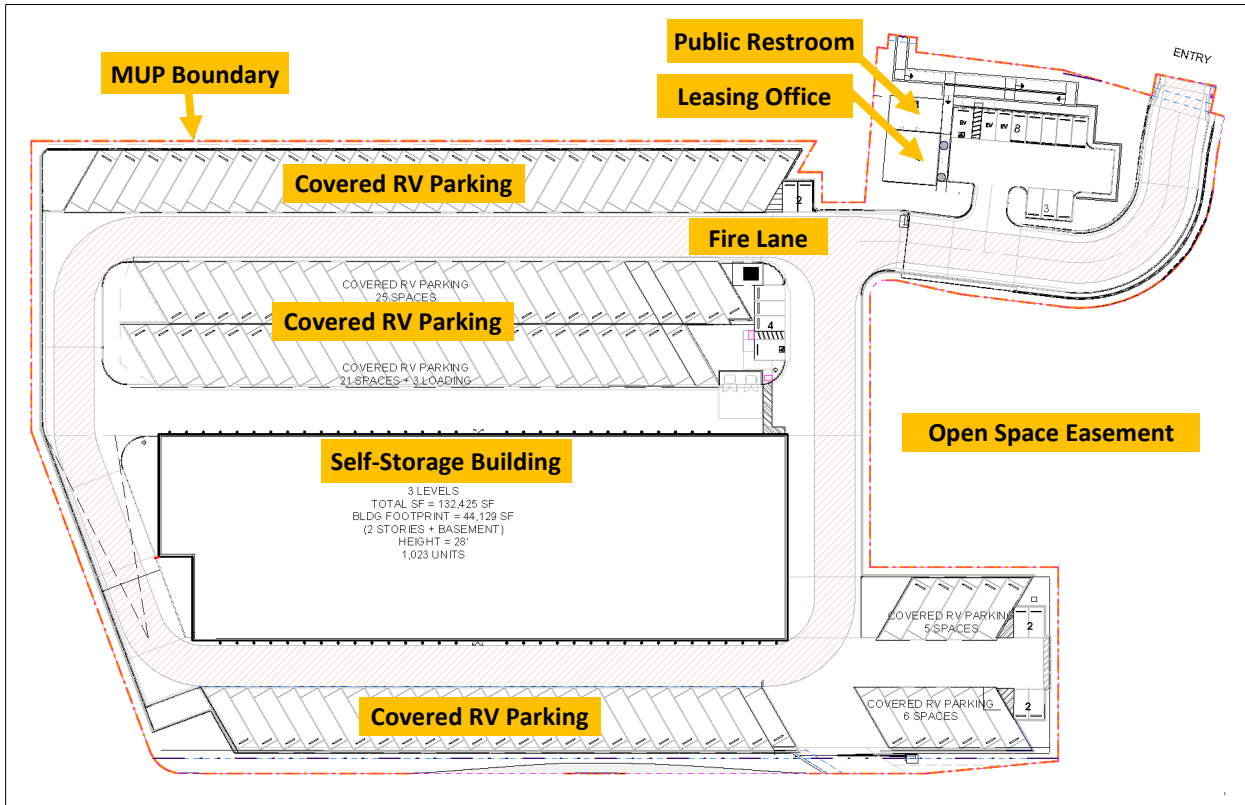 Public Restroom
ENTRY
MUP Boundary
Leasing Office
EV
EV
EV
8
Covered RV Parking
2
3
Fire Lane
COVERED RV PARKING
25 SPACES
Covered RV Parking
4
COVERED RV PARKING
21 SPACES + 3 LOADING
Open Space Easement
Self-Storage Building
3 LEVELS
TOTAL SF = 132,425 SF
BLDG FOOTPRINT = 44,129 SF
(2 STORIES + BASEMENT)
HEIGHT = 28'
1,023 UNITS
COVERED RV PARKING
5 SPACES
2
Covered RV Parking
COVERED RV PARKING
6 SPACES
2